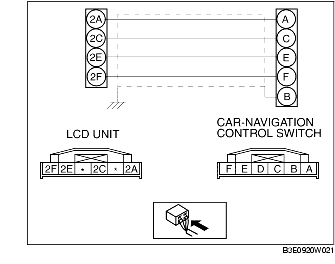 2A A
2C C
2E E
2F F
B
LCD UNIT
CAR-NAVIGATION
CONTROL SWITCH
2F 2E * 2C * 2A
F E D C B A
B3E0920W021